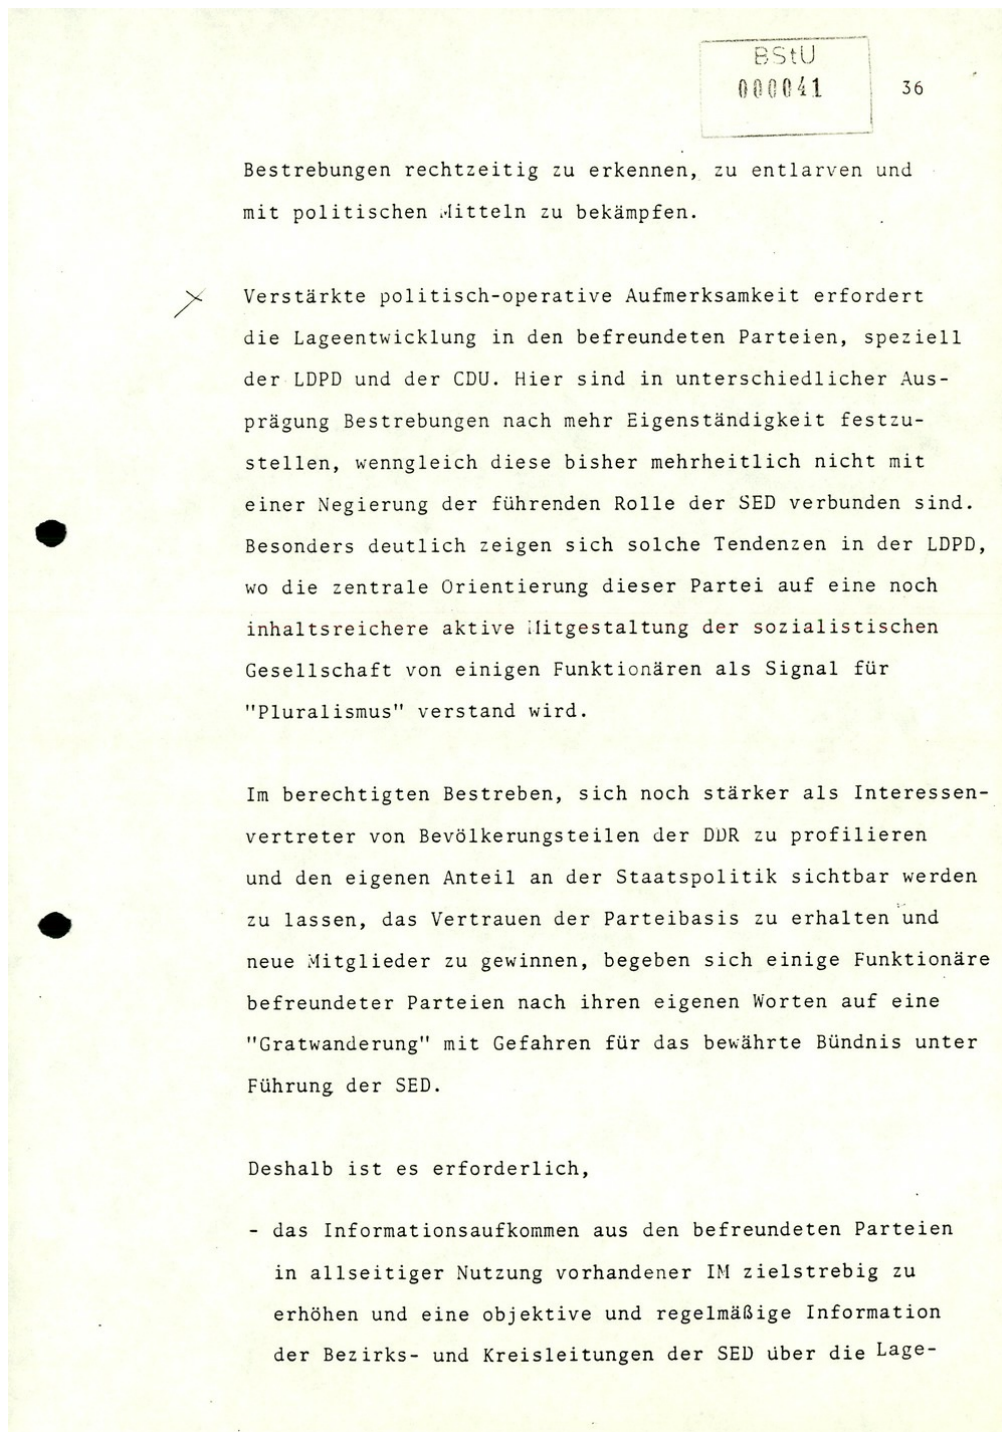 BStU
000041
36
Bestrebungen rechtzeitig zu erkennen, zu entlarven und
mit politischen Mitteln zu bekämpfen.
Verstärkte politisch-operative Aufmerksamkeit erfordert
die Lageentwicklung in den befreundeten Parteien, speziell
der LDPD und der CDU. Hier sind in unterschiedlicher Aus-
prägung Bestrebungen nach mehr Eigenständigkeit festzu-
stellen, wenngleich diese bisher mehrheitlich nicht mit
einer Negierung der führenden Rolle der SED verbunden sind.
Besonders deutlich zeigen sich solche Tendenzen in der LDPD,
wo die zentrale Orientierung dieser Partei auf eine noch
inhaltsreichere aktive Mitgestaltung der sozialistischen
Gesellschaft von einigen Funktionären als Signal für
"Pluralismus" verstand wird.
Im berechtigten Bestreben, sich noch stärker als Interessen-
vertreter von Bevölkerungsteilen der DDR zu profilieren
und den eigenen Anteil an der Staatspolitik sichtbar werden
zu lassen, das Vertrauen der Parteibasis zu erhalten und
neue Mitglieder zu gewinnen, begeben sich einige Funktionäre
befreundeter Parteien nach ihren eigenen Worten auf eine
"Gratwanderung" mit Gefahren für das bewährte Bündnis unter
Führung der SED.
Deshalb ist es erforderlich,
- das Informationsaufkommen aus den befreundeten Parteien
in allseitiger Nutzung vorhandener IM zielstrebig zu
erhöhen und eine objektive und regelmäßige Information
der Bezirks- und Kreisleitungen der SED über die Lage-